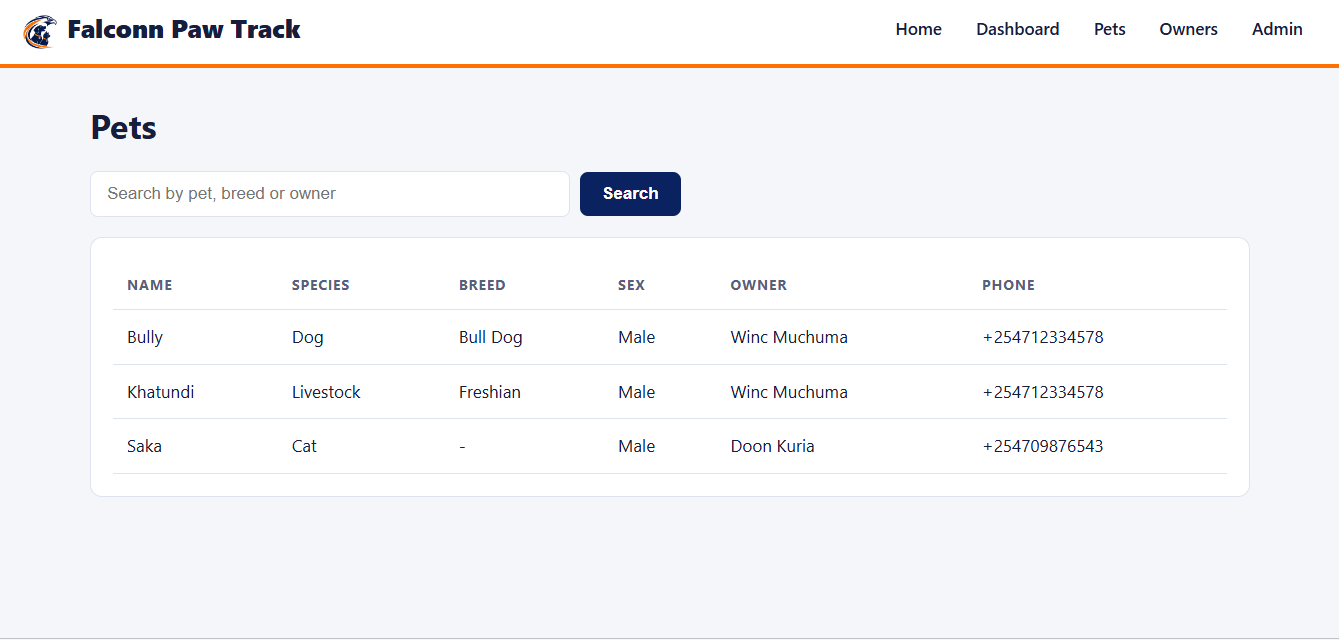 Falconn Paw Track Home Dashboard Pets Owners Admin
Pets
Search by pet, breed or owner Search
NAME SPECIES BREED SEX OWNER PHONE
Bully Dog Bull Dog Male Winc Muchuma +254712334578
Khatundi Livestock Freshian Male Winc Muchuma +254712334578
Saka Cat - Male Doon Kuria +254709876543